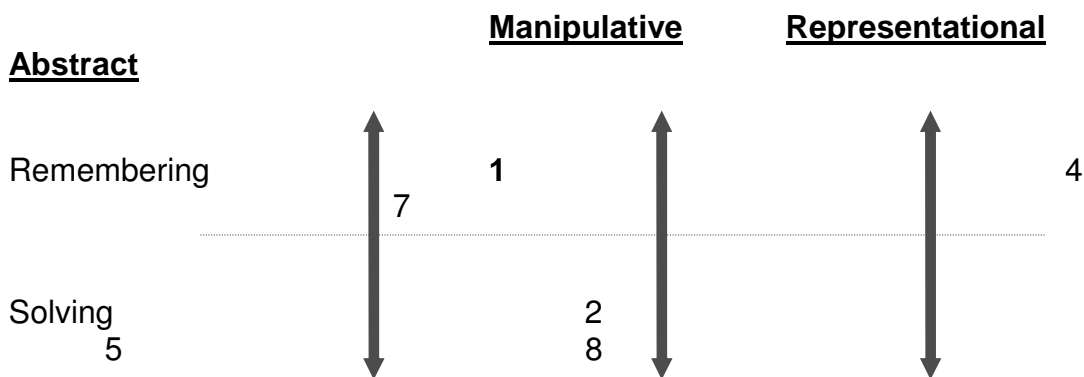 Manipulative Representational
Abstract
Remembering 1 4
7
Solving 2
5 8